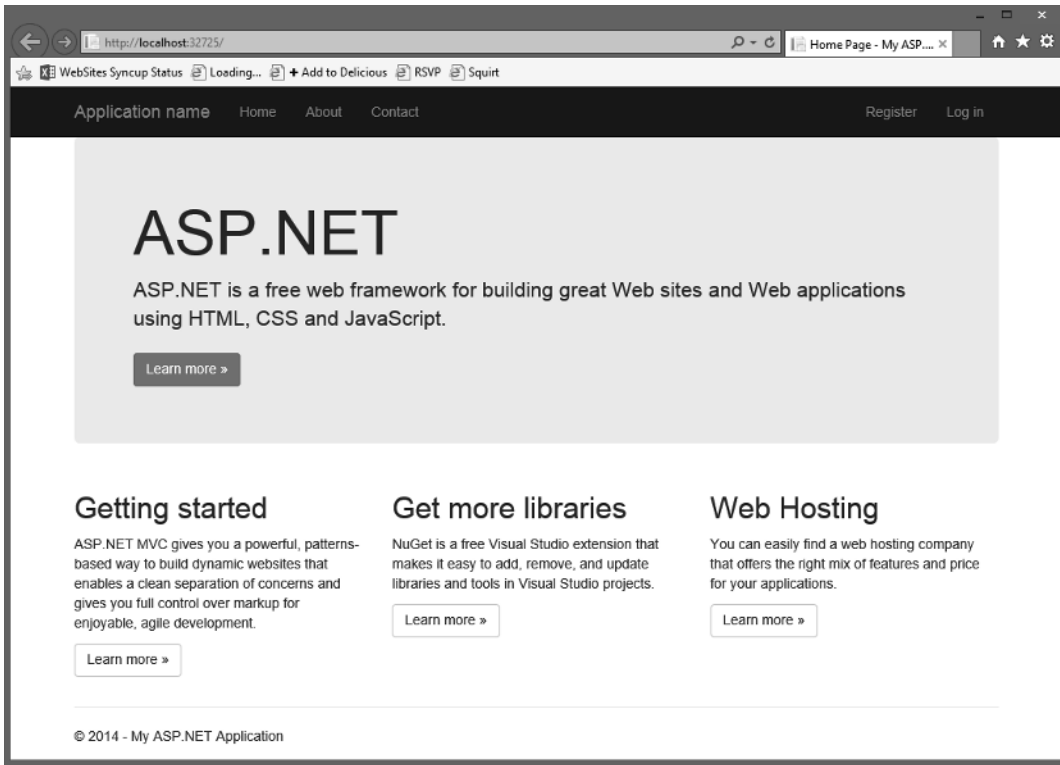 http://localhost:32725/
Home Page - My ASP....
WebSites Syncup Status Loading... + Add to Delicious RSVP Squirt
Application name Home About Contact Register Log in
ASP.NET
ASP.NET is a free web framework for building great Web sites and Web applications
using HTML, CSS and JavaScript.
Learn more »
Getting started
ASP.NET MVC gives you a powerful, patterns-
based way to build dynamic websites that
enables a clean separation of concerns and
gives you full control over markup for
enjoyable, agile development.
Learn more »
Get more libraries
NuGet is a free Visual Studio extension that
makes it easy to add, remove, and update
libraries and tools in Visual Studio projects.
Learn more »
Web Hosting
You can easily find a web hosting company
that offers the right mix of features and price
for your applications.
Learn more »
© 2014 - My ASP.NET Application